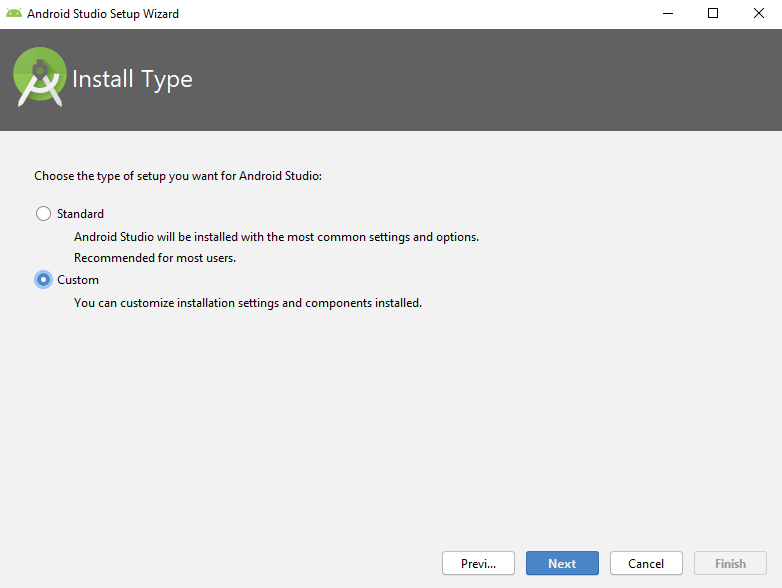 Android Studio Setup Wizard
Install Type
Choose the type of setup you want for Android Studio:
Standard
Android Studio will be installed with the most common settings and options.
Recommended for most users.
Custom
You can customize installation settings and components installed.
Previ... Next Cancel Finish